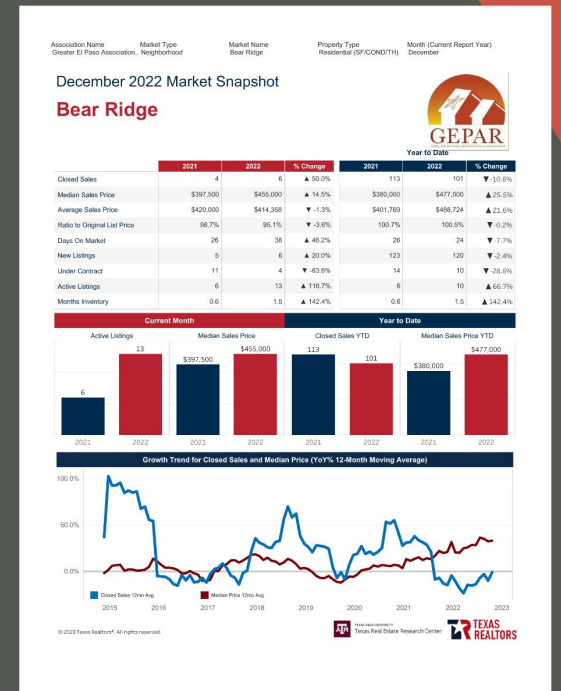 Association Name Market Type Market Name Property Type Month (Current Report Year)
Greater El Paso Association.. Neighborhood Bear Ridge Residential (SF/COND/TH) December
December 2022 Market Snapshot
Bear Ridge
GEPAR
Year to Date
2021 2022 % Change 2021 2022 % Change
Closed Sales 4 6 ▲ 50.0% 113 101 ▼ -10.6%
Median Sales Price $397,500 $455,000 ▲ 14.5% $380,000 $477,000 ▲ 25.5%
Average Sales Price $420,000 $414,358 ▼ -1.3% $401,769 $488,724 ▲ 21.6%
Ratio to Original List Price 98.7% 95.1% ▼ -3.6% 100.7% 100.5% ▼ -0.2%
Days On Market 26 38 ▲ 46.2% 26 24 ▼ -7.7%
New Listings 5 6 ▲ 20.0% 123 120 ▼ -2.4%
Under Contract 11 4 ▼ -63.6% 14 10 ▼ -28.6%
Active Listings 6 13 ▲ 116.7% 6 10 ▲ 66.7%
Months Inventory 0.6 1.5 ▲ 142.4% 0.6 1.5 ▲ 142.4%
Current Month Year to Date
Active Listings Median Sales Price Closed Sales YTD Median Sales Price YTD
6 13 $397,500 $455,000 113 101 $380,000 $477,000
2021 2022 2021 2022 2021 2022 2021 2022
Growth Trend for Closed Sales and Median Price (YoY% 12-Month Moving Average)
100.0%
50.0%
0.0%
Closed Sales 12mo Avg Median Price 12mo Avg
2015 2016 2017 2018 2019 2020 2021 2022 2023
© 2023 Texas Realtors®. All rights reserved.
TEXAS A&M UNIVERSITY
Texas Real Estate Research Center
TEXAS
REALTORS